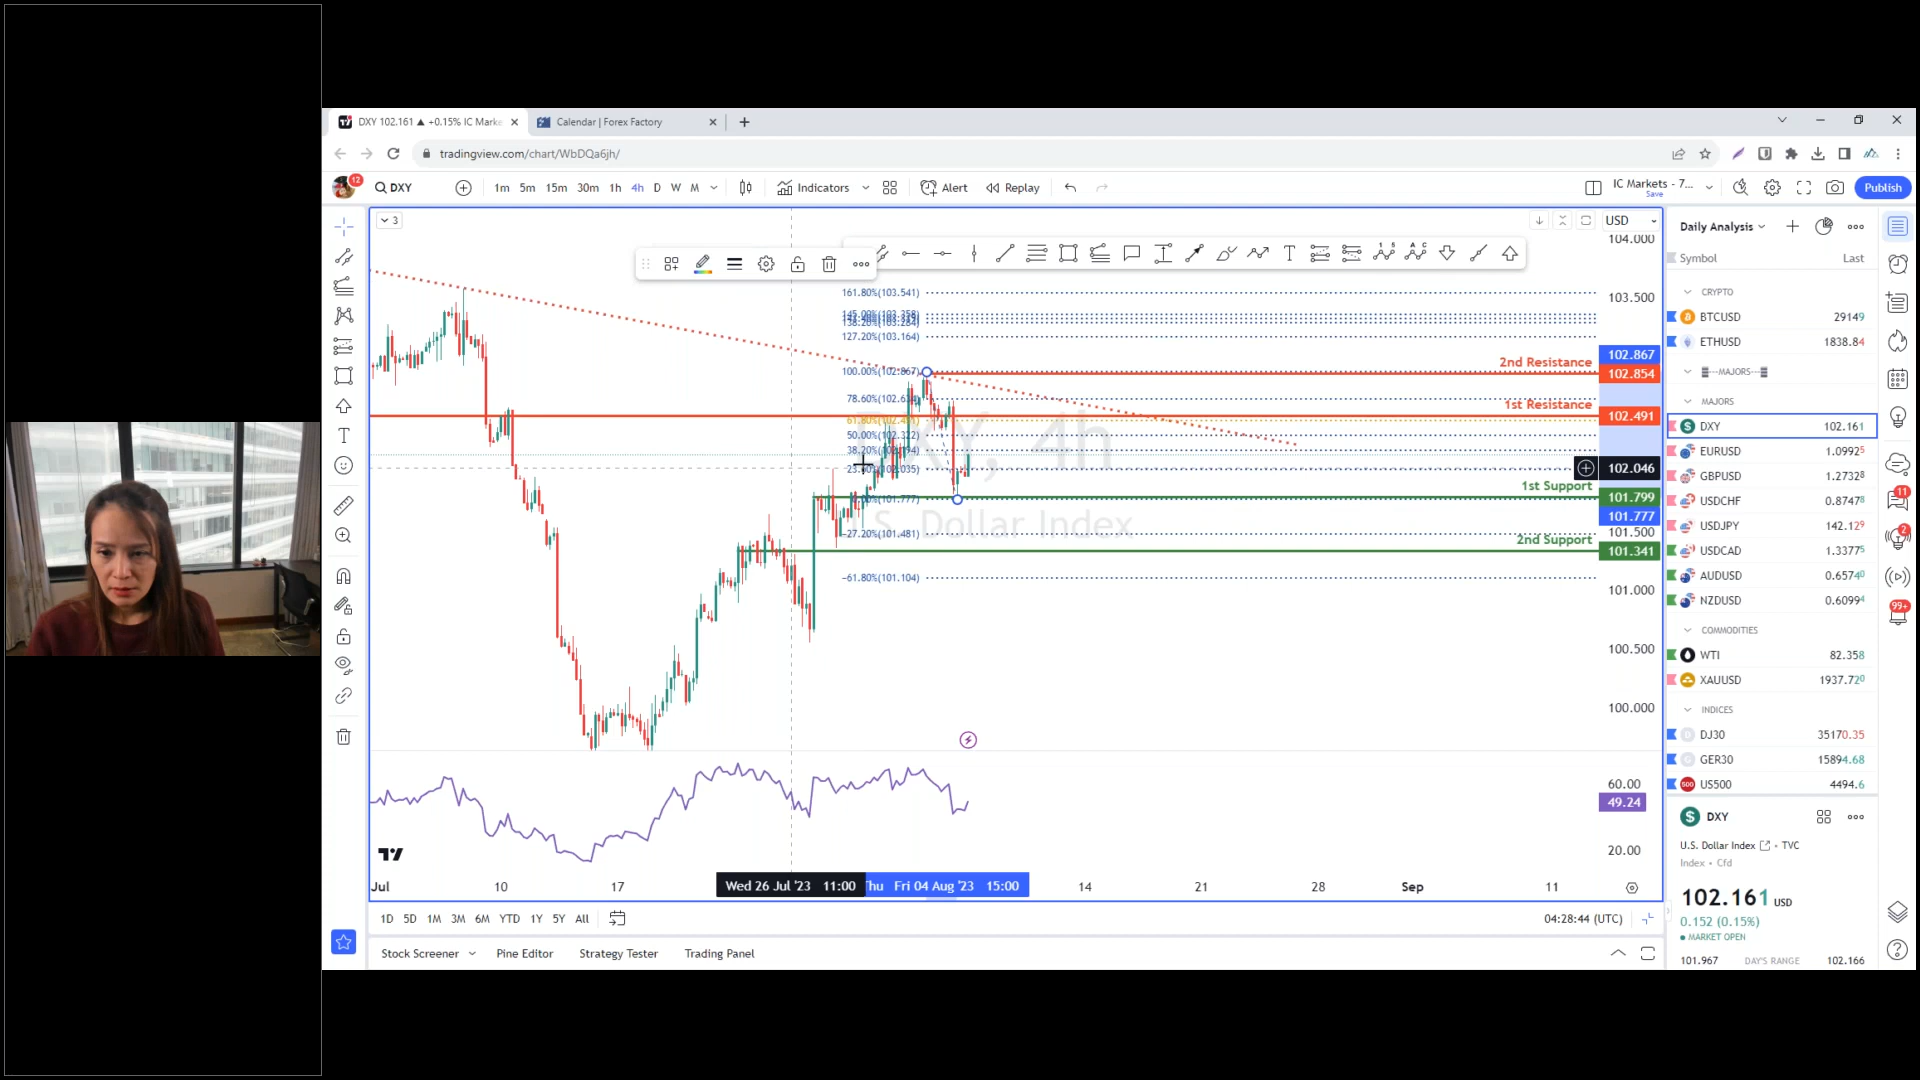 DXY 102.161 ▲ +0.15% IC Marke
Calendar | Forex Factory
tradingview.com/chart/WbDQa6jh/
12
DXY
1m 5m 15m 30m 1h 4h D W M
Indicators
Alert
Replay
IC Markets - 7...
Save
Publish
3
USD
104.000
103.500
102.867
102.854
102.491
102.046
101.799
101.777
101.500
101.341
101.000
100.500
100.000
161.80%(103.541)
127.20%(103.164)
100.00%(102.867)
50.00%(102.322)
-27.20%(101.481)
-61.80%(101.104)
2nd Resistance
1st Resistance
1st Support
2nd Support
DXY, 4h
S. Dollar Index
60.00
49.24
20.00
Jul 10 17 Wed 26 Jul '23 11:00 Thu Fri 04 Aug '23 15:00 14 21 28 Sep 11
1D 5D 1M 3M 6M YTD 1Y 5Y All
04:28:44 (UTC)
Stock Screener
Pine Editor
Strategy Tester
Trading Panel
Daily Analysis
Symbol Last
CRYPTO
BTCUSD 29149
ETHUSD 1838.84
MAJORS
MAJORS
DXY 102.161
EURUSD 1.09925
GBPUSD 1.27328
USDCHF 0.87478
USDJPY 142.129
USDCAD 1.33775
AUDUSD 0.65740
NZDUSD 0.60994
COMMODITIES
WTI 82.358
XAUUSD 1937.720
INDICES
DJ30 35170.35
GER30 15894.68
US500 4494.6
DXY
U.S. Dollar Index • TVC
Index • Cfd
102.161 USD
0.152 (0.15%)
MARKET OPEN
101.967 DAY'S RANGE 102.166
11
2
99+